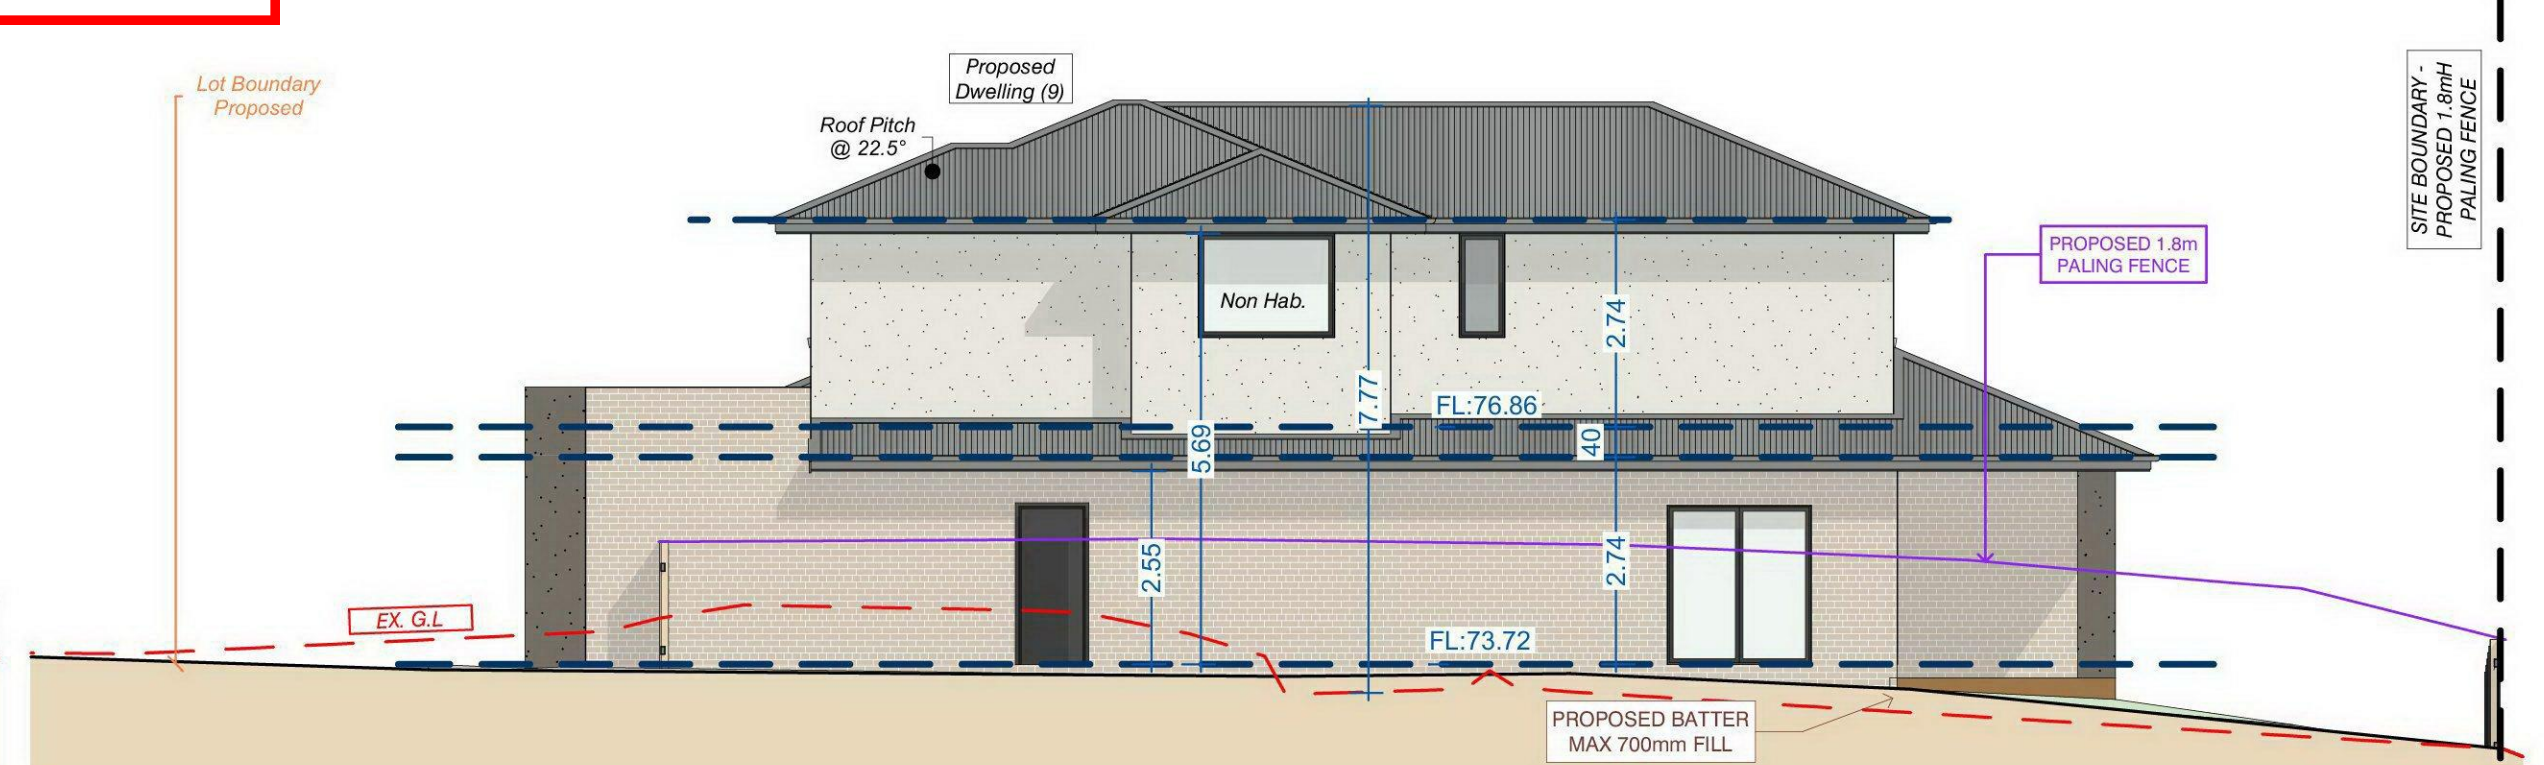 Lot Boundary
Proposed
Proposed
Dwelling (9)
Roof Pitch
@ 22.5°
SITE BOUNDARY -
PROPOSED 1.8mH
PALING FENCE
PROPOSED 1.8m
PALING FENCE
Non Hab.
2.74
7.77
FL:76.86
5.69
40
2.55
2.74
EX. G.L
FL:73.72
PROPOSED BATTER
MAX 700mm FILL